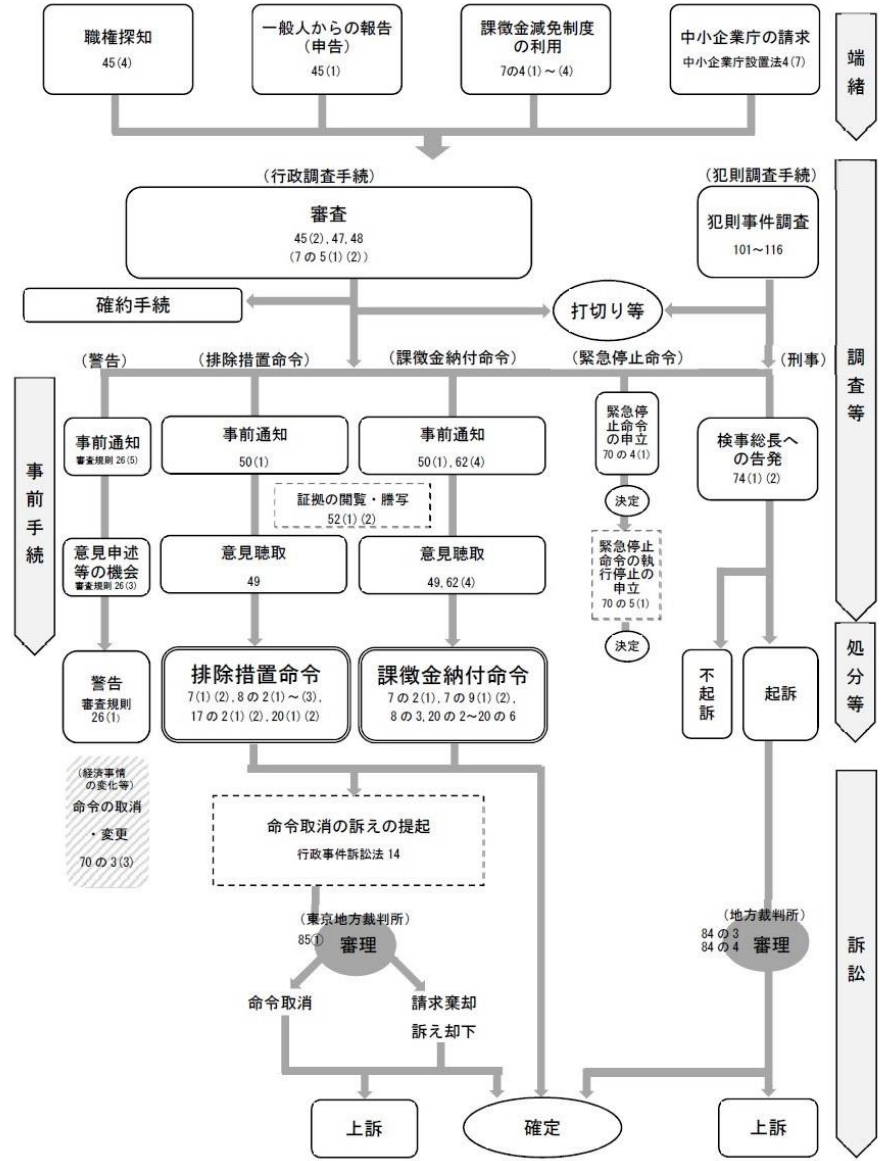 職権探知
45(4)
一般人からの報告
(申告)
45(1)
課徴金減免制度
の利用
7の4(1)~(4)
中小企業庁の請求
中小企業庁設置法4(7)
端緒
(行政調査手続)
審査
45(2),47,48
(7の5(1)(2))
(犯則調査手続)
犯則事件調査
101~116
確約手続
打切り等
調査等
(警告)
(排除措置命令)
(課徴金納付命令)
(緊急停止命令)
(刑事)
事前手続
事前通知
審査規則26(5)
事前通知
50(1)
事前通知
50(1),62(4)
緊急停
止命令
の申立
70の4(1)
検事総長へ
の告発
74(1)(2)
証拠の閲覧・謄写
52(1)(2)
決定
意見申述
等の機会
審査規則26(3)
意見聴取
49
意見聴取
49,62(4)
緊急停止
命令の執
行停止の
申立
70の5(1)
決定
処分等
警告
審査規則
26(1)
排除措置命令
7(1)(2),8の2(1)~(3),
17の2(1)(2),20(1)(2)
課徴金納付命令
7の2(1),7の9(1)(2),
8の3,20の2~20の6
不起訴
起訴
(経済事情
の変化等)
命令の取消
・変更
70の3(3)
命令取消の訴えの提起
行政事件訴訟法14
訴訟
(東京地方裁判所)
85①
審理
(地方裁判所)
84の3
84の4
審理
命令取消
請求棄却
訴え却下
上訴
確定
上訴